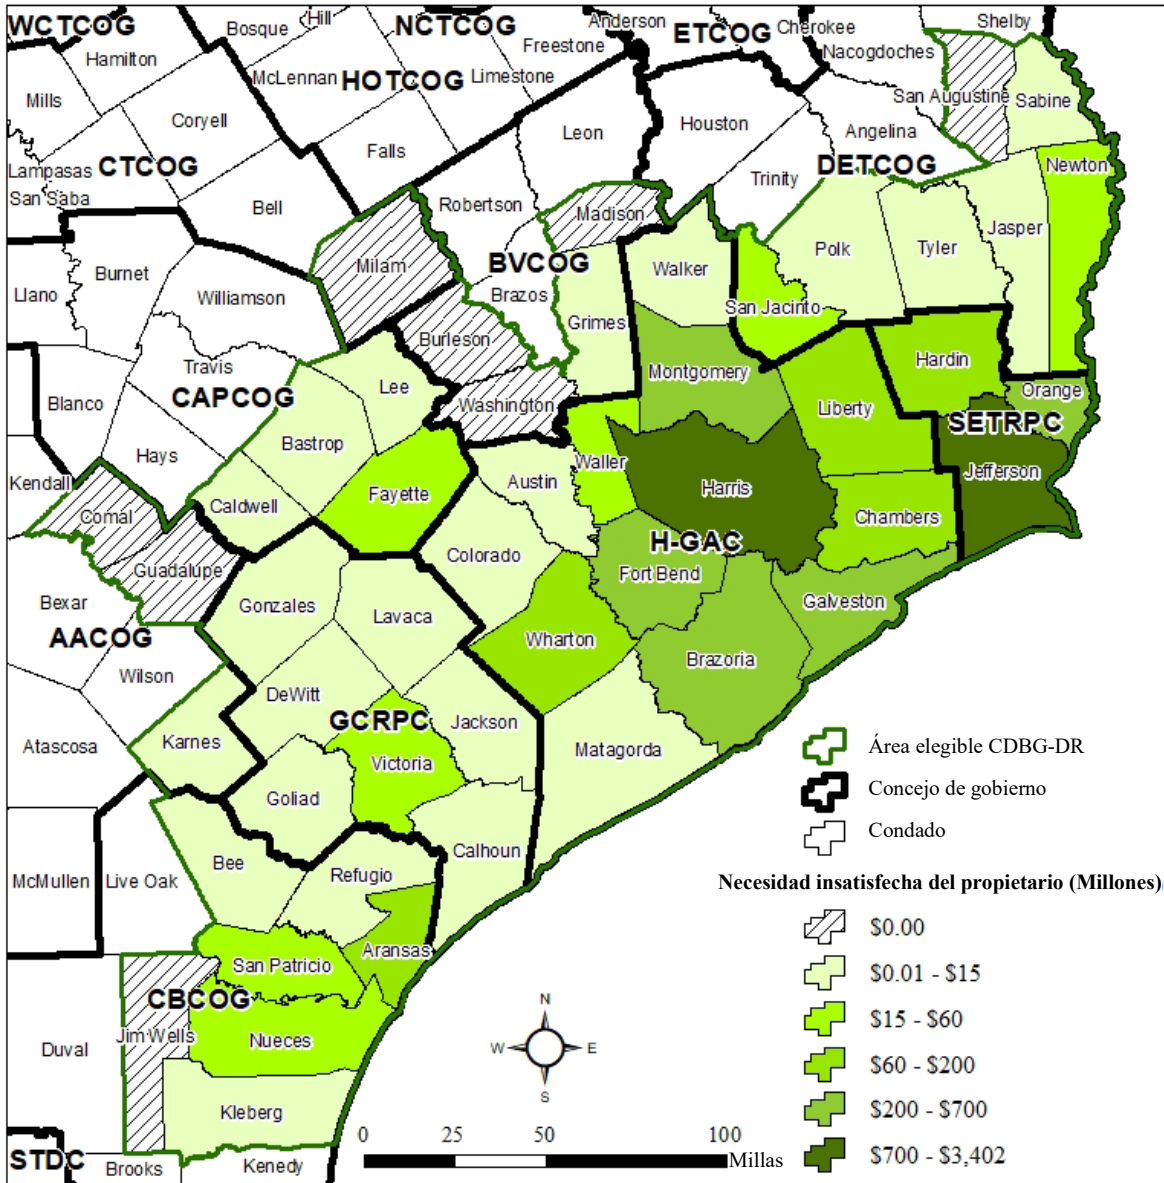 WCTCOG
Hill
Bosque
NCTCOG
Anderson
ETCOG
Cherokee
Shelby
Hamilton
Freestone
Nacogdoches
McLennan
HOTCOG
Limestone
Mills
San Augustine
Sabine
Coryell
Leon
Houston
Angelina
Falls
Lampasas
CTCOG
DETCOG
Newton
San Saba
Trinity
Bell
Robertson
Madison
Jasper
Polk
Tyler
Milam
BVCOG
Walker
Burnet
Llano
Williamson
Brazos
San Jacinto
Grimes
Burleson
Hardin
Travis
Montgomery
Lee
Orange
Blanco
CAPCOG
Washington
Liberty
SETRPC
Bastrop
Hays
Waller
Jefferson
Kendall
Austin
Harris
Fayette
Caldwell
Comal
Chambers
H-GAC
Colorado
Guadalupe
Fort Bend
Bexar
Gonzales
Galveston
Lavaca
AACOG
Wharton
Wilson
Brazoria
DeWitt
GCRPC
Jackson
Atascosa
Karnes
Matagorda
Victoria
Goliad
Calhoun
Bee
Refugio
McMullen
Live Oak
Aransas
San Patricio
CBCOG
Jim Wells
Nueces
Duval
Kleberg
STDC
Brooks
Kenedy
Área elegible CDBG-DR
Concejo de gobierno
Condado
Necesidad insatisfecha del propietario (Millones)
$0.00
$0.01 - $15
$15 - $60
$60 - $200
$200 - $700
$700 - $3,402
N
W E
S
0 25 50 100
Millas